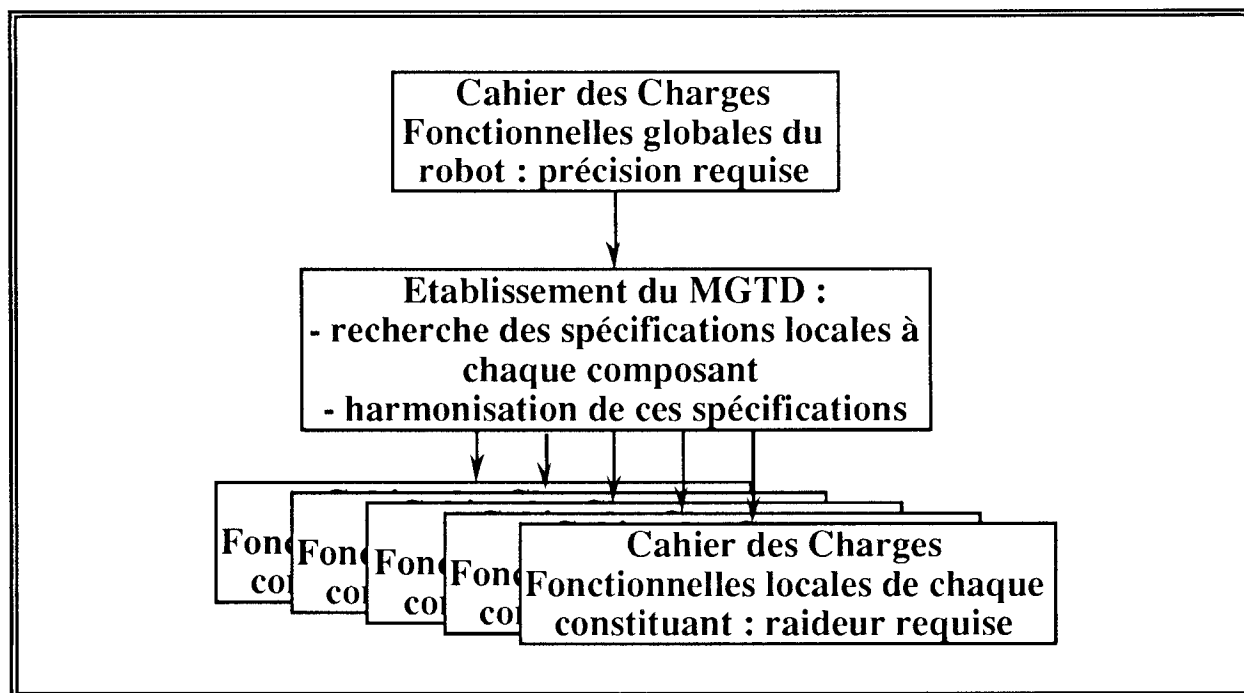 Cahier des Charges
Fonctionnelles globales du
robot : précision requise
Etablissement du MGTD :
- recherche des spécifications locales à
chaque composant
- harmonisation de ces spécifications
Cahier des Charges
Fonctionnelles locales de chaque
constituant : raideur requise